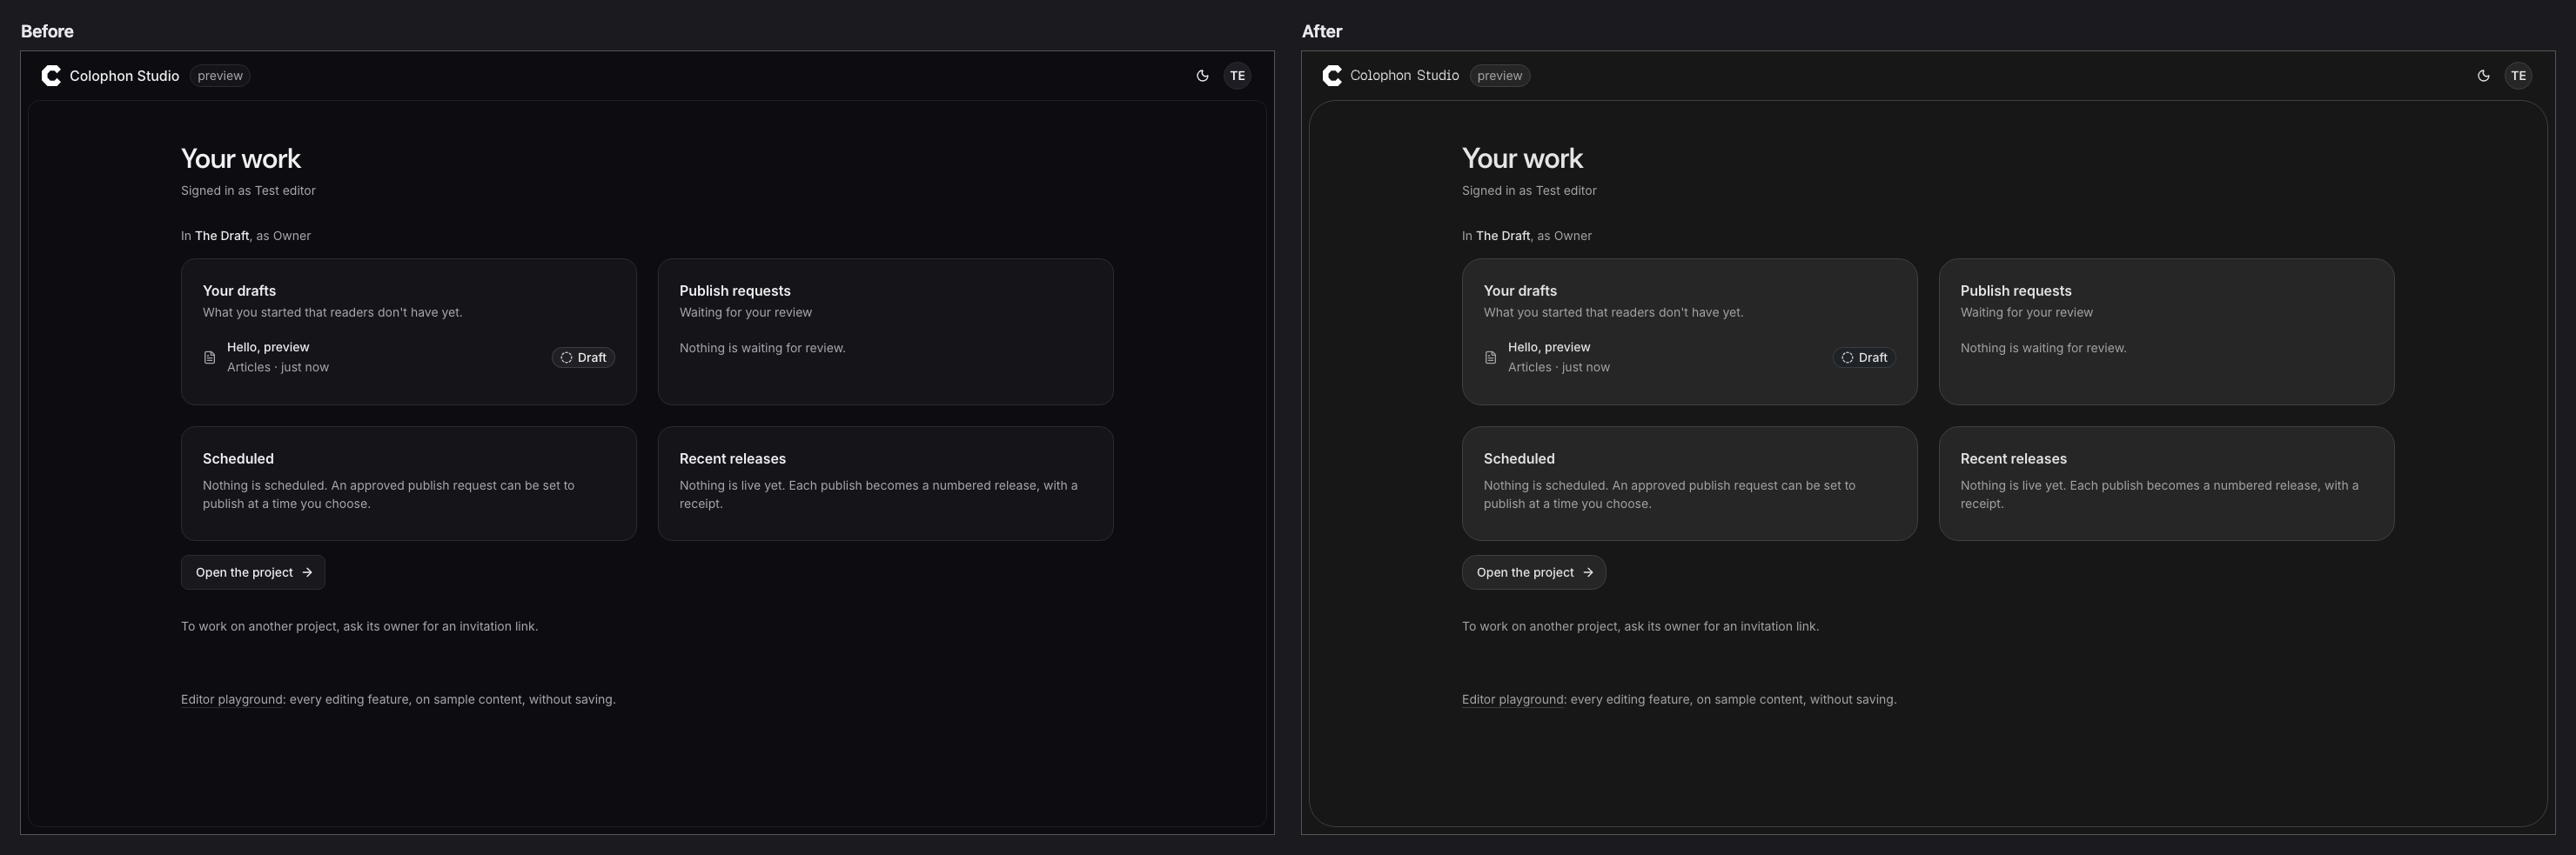 Before
Colophon Studio preview TE
Your work
Signed in as Test editor
In The Draft, as Owner
Your drafts
What you started that readers don't have yet.
Hello, preview
Articles · just now
Draft
Publish requests
Waiting for your review
Nothing is waiting for review.
Scheduled
Nothing is scheduled. An approved publish request can be set to
publish at a time you choose.
Recent releases
Nothing is live yet. Each publish becomes a numbered release, with a
receipt.
Open the project →
To work on another project, ask its owner for an invitation link.
Editor playground: every editing feature, on sample content, without saving.
After
Colophon Studio preview TE
Your work
Signed in as Test editor
In The Draft, as Owner
Your drafts
What you started that readers don't have yet.
Hello, preview
Articles · just now
Draft
Publish requests
Waiting for your review
Nothing is waiting for review.
Scheduled
Nothing is scheduled. An approved publish request can be set to
publish at a time you choose.
Recent releases
Nothing is live yet. Each publish becomes a numbered release, with a
receipt.
Open the project →
To work on another project, ask its owner for an invitation link.
Editor playground: every editing feature, on sample content, without saving.